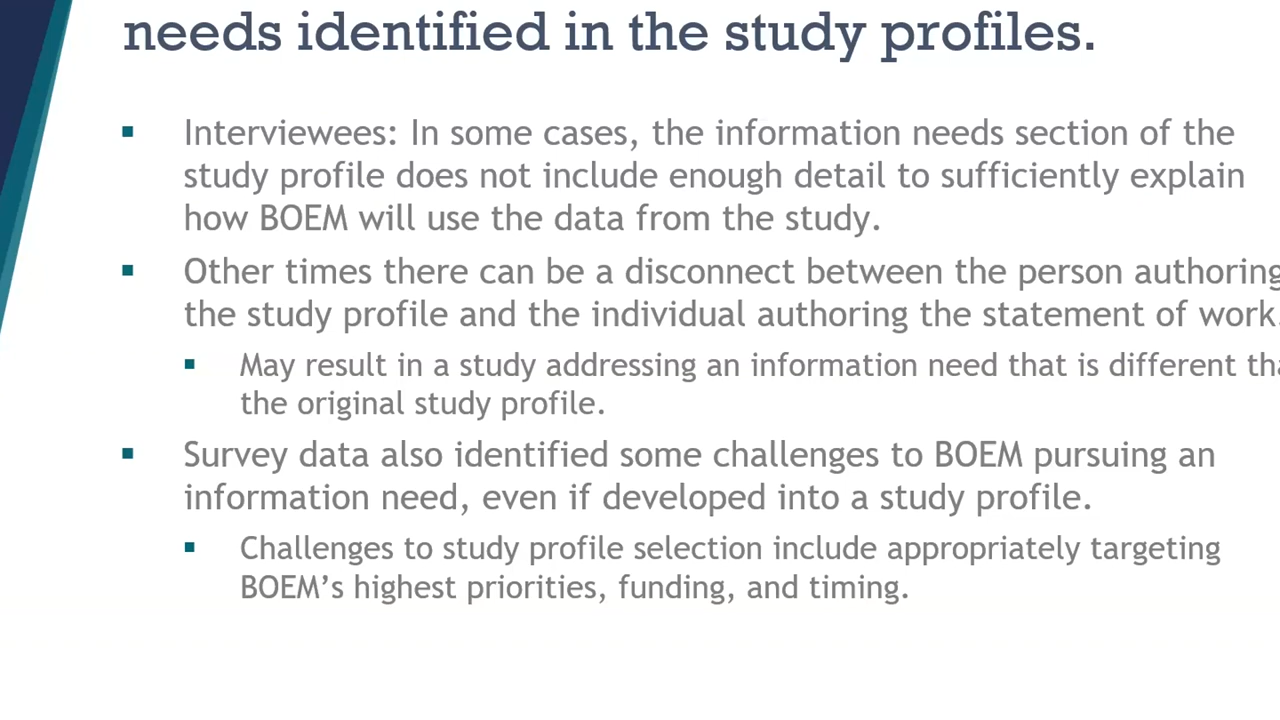 needs identified in the study profiles.
Interviewees: In some cases, the information needs section of the
study profile does not include enough detail to sufficiently explain
how BOEM will use the data from the study.
Other times there can be a disconnect between the person authoring
the study profile and the individual authoring the statement of work.
May result in a study addressing an information need that is different tha
the original study profile.
Survey data also identified some challenges to BOEM pursuing an
information need, even if developed into a study profile.
Challenges to study profile selection include appropriately targeting
BOEM’s highest priorities, funding, and timing.